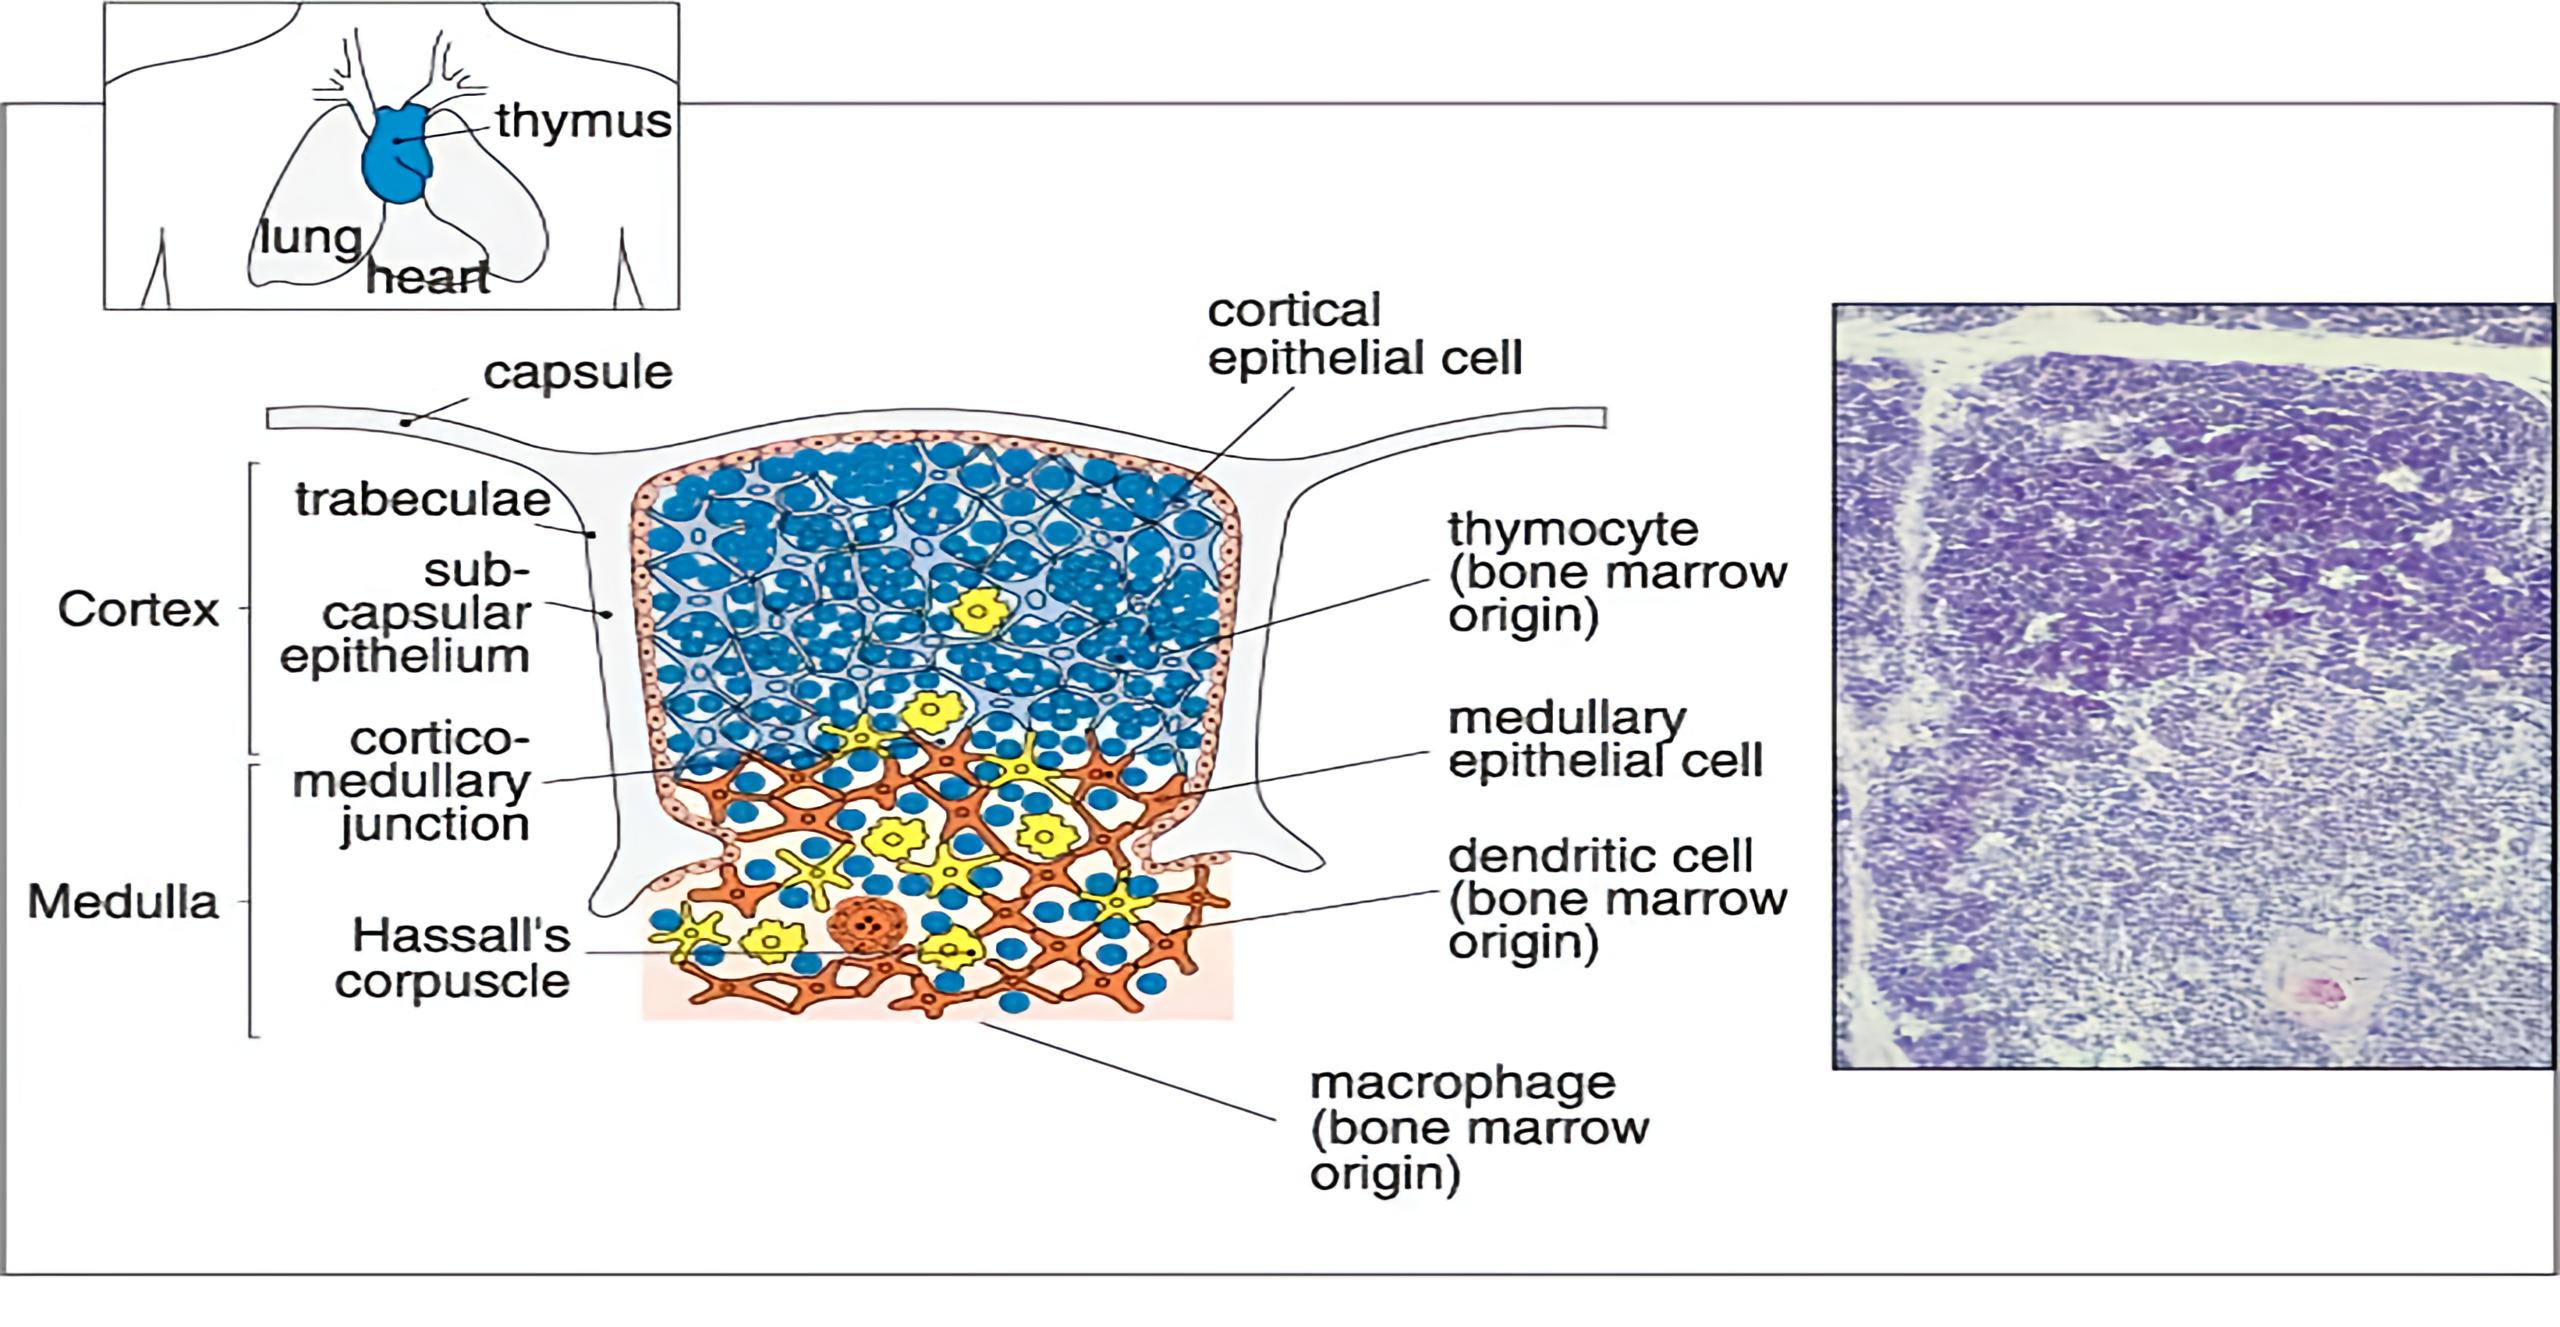 thymus
lung
heart
capsule
cortical
epithelial cell
trabeculae
sub-
capsular
epithelium
Cortex
thymocyte
(bone marrow
origin)
cortico-
medullary
junction
medullary
epithelial cell
Medulla
dendritic cell
(bone marrow
origin)
Hassall's
corpuscle
macrophage
(bone marrow
origin)